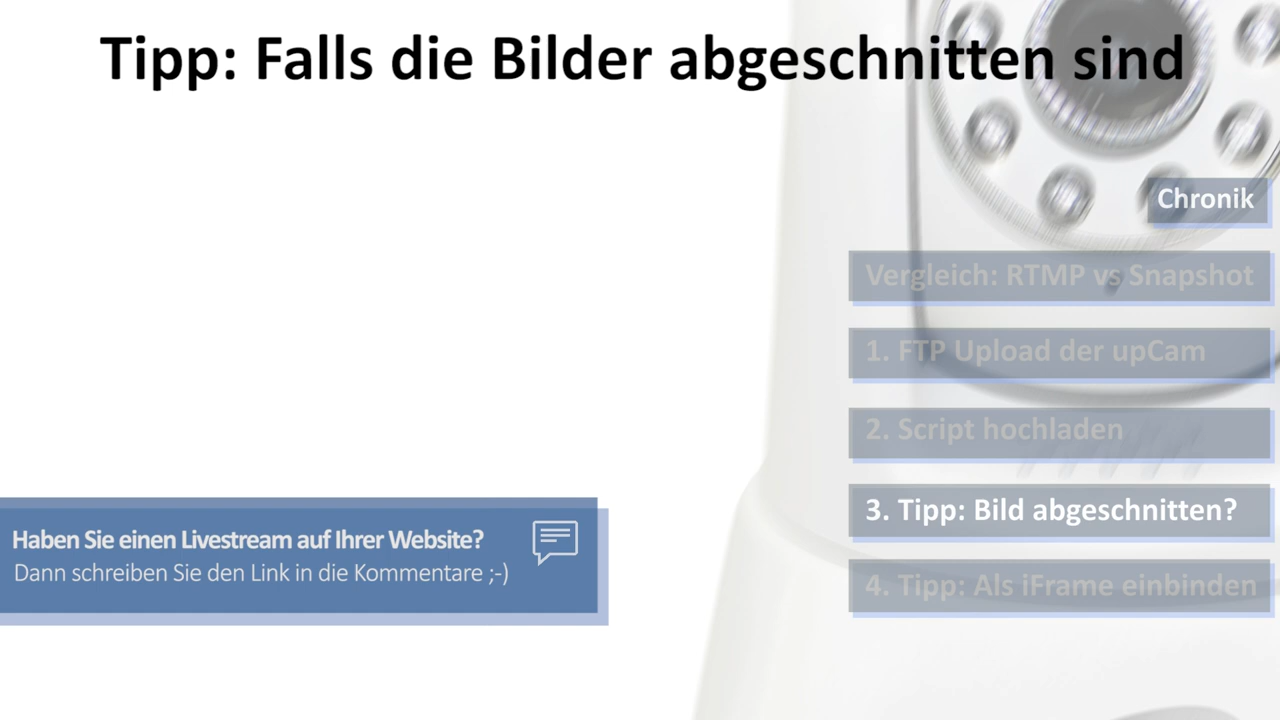 Tipp: Falls die Bilder abgeschnitten sind
Chronik
Vergleich: RTMP vs Snapshot
1. FTP Upload der upCam
2. Script hochladen
3. Tipp: Bild abgeschnitten?
4. Tipp: Als iFrame einbinden
Haben Sie einen Livestream auf Ihrer Website?
Dann schreiben Sie den Link in die Kommentare ;-)